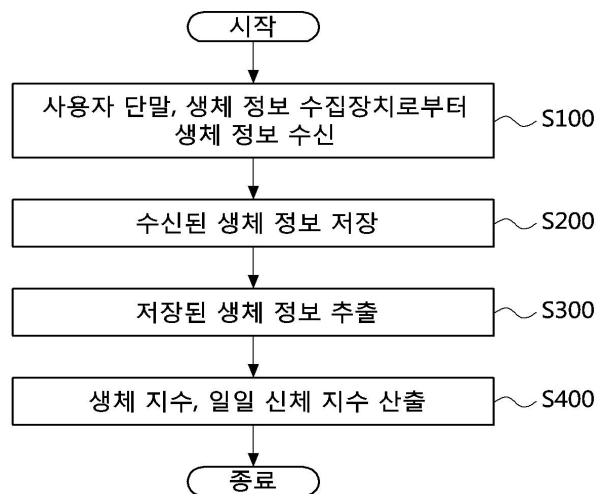 시작
사용자 단말, 생체 정보 수집장치로부터
생체 정보 수신
S100
수신된 생체 정보 저장
S200
저장된 생체 정보 추출
S300
생체 지수, 일일 신체 지수 산출
S400
종료